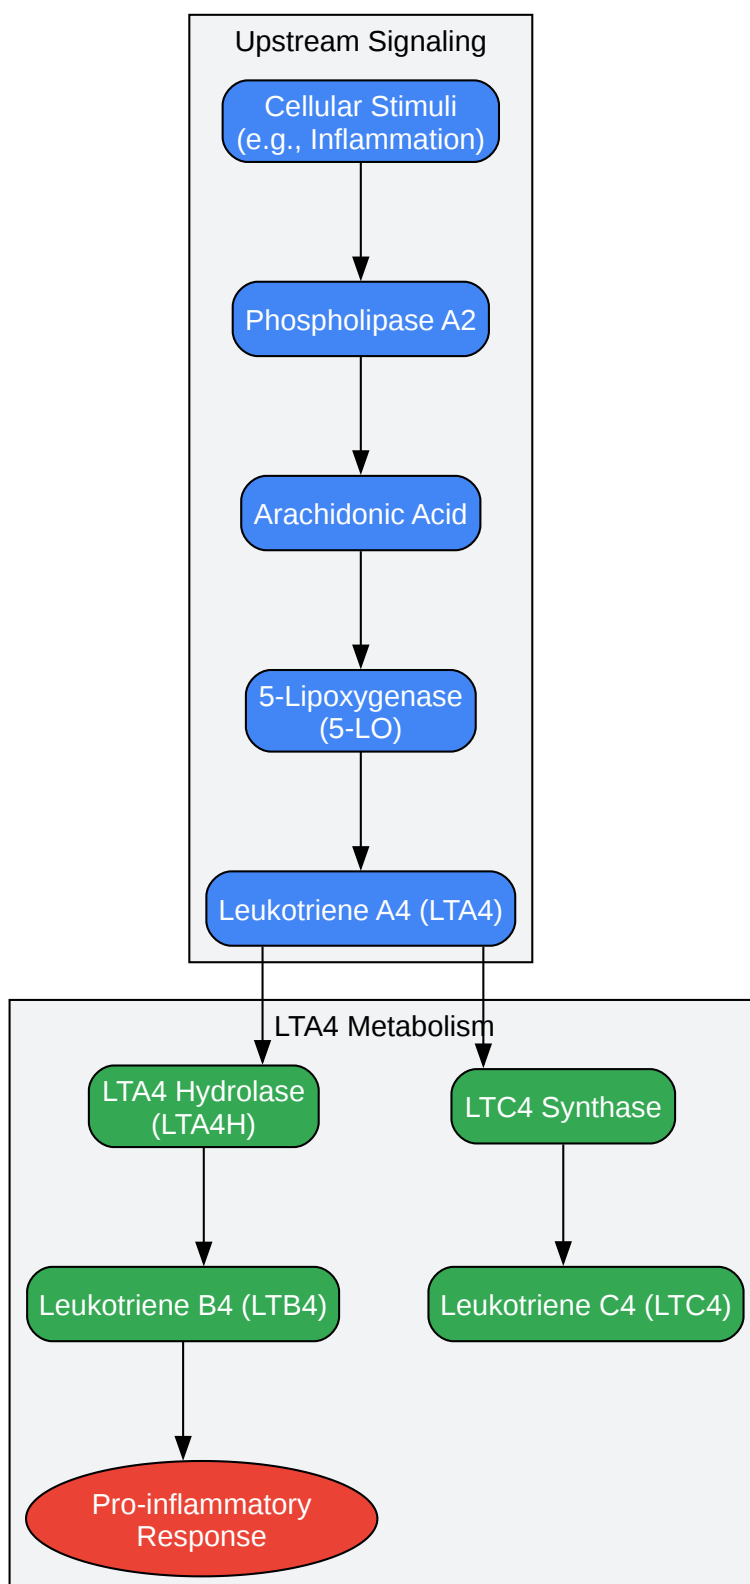 Upstream Signaling
Cellular Stimuli
(e.g., Inflammation)
Phospholipase A2
Arachidonic Acid
5-Lipoxygenase
(5-LO)
Leukotriene A4 (LTA4)
LTA4 Metabolism
LTA4 Hydrolase
(LTA4H)
LTC4 Synthase
Leukotriene B4 (LTB4)
Leukotriene C4 (LTC4)
Pro-inflammatory
Response